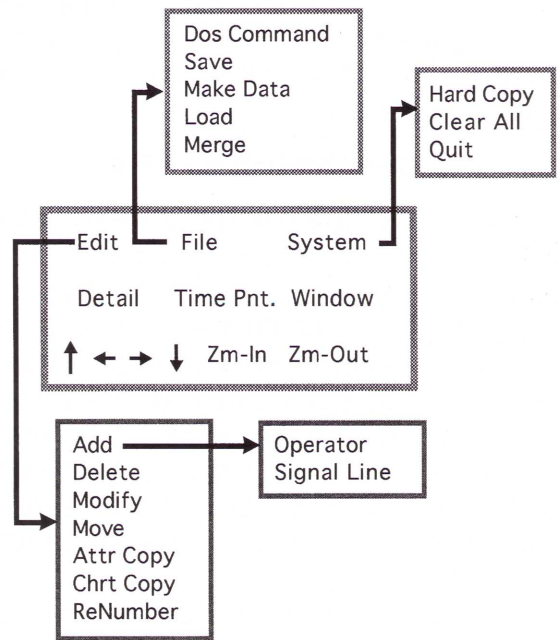 Dos Command
Save
Make Data
Load
Merge
Hard Copy
Clear All
Quit
Edit File System
Detail Time Pnt. Window
↑ ← → ↓ Zm-In Zm-Out
Add
Delete
Modify
Move
Attr Copy
Chrt Copy
ReNumber
Operator
Signal Line